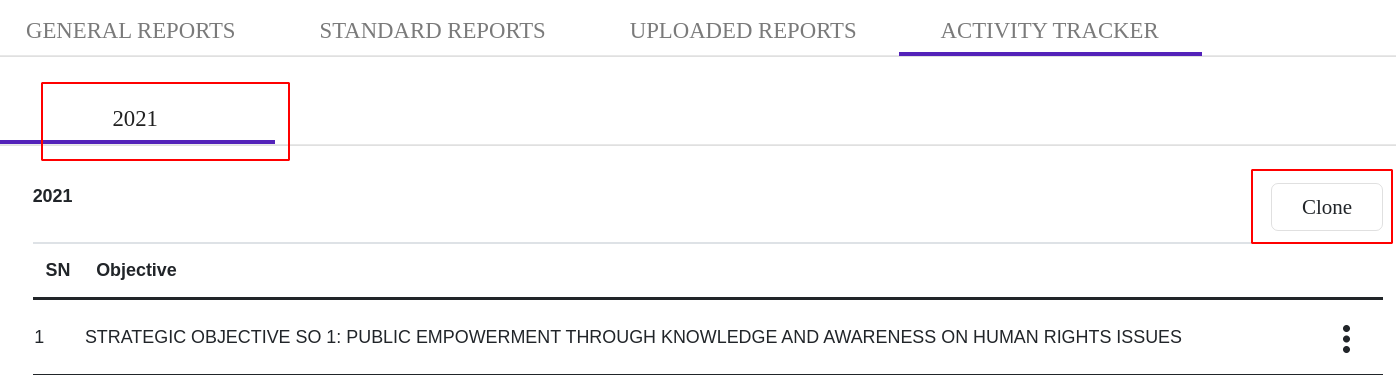 GENERAL REPORTS STANDARD REPORTS UPLOADED REPORTS ACTIVITY TRACKER
2021
2021
Clone
SN Objective
1 STRATEGIC OBJECTIVE SO 1: PUBLIC EMPOWERMENT THROUGH KNOWLEDGE AND AWARENESS ON HUMAN RIGHTS ISSUES